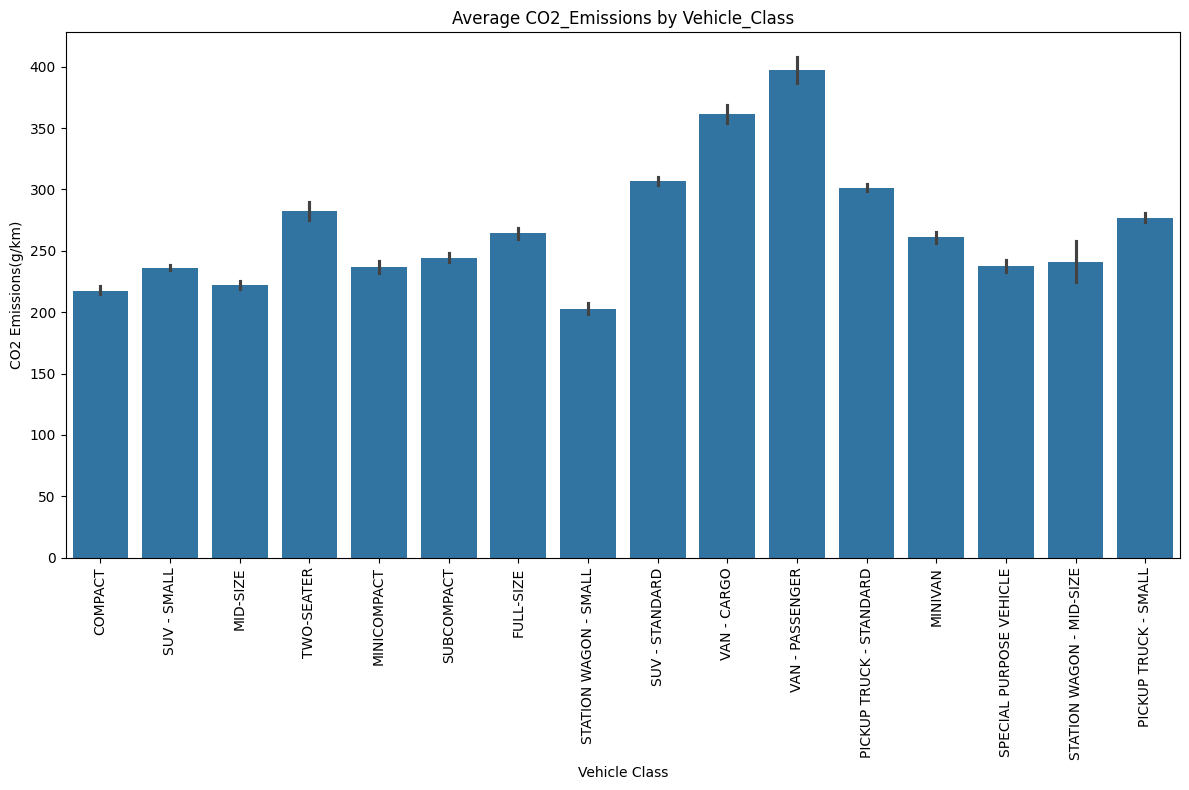 Average CO2_Emissions by Vehicle_Class
CO2 Emissions(g/km)
400
350
300
250
200
150
100
50
0
COMPACT
SUV - SMALL
MID-SIZE
TWO-SEATER
MINICOMPACT
SUBCOMPACT
FULL-SIZE
STATION WAGON - SMALL
SUV - STANDARD
VAN - CARGO
VAN - PASSENGER
PICKUP TRUCK - STANDARD
MINIVAN
SPECIAL PURPOSE VEHICLE
STATION WAGON - MID-SIZE
PICKUP TRUCK - SMALL
Vehicle Class